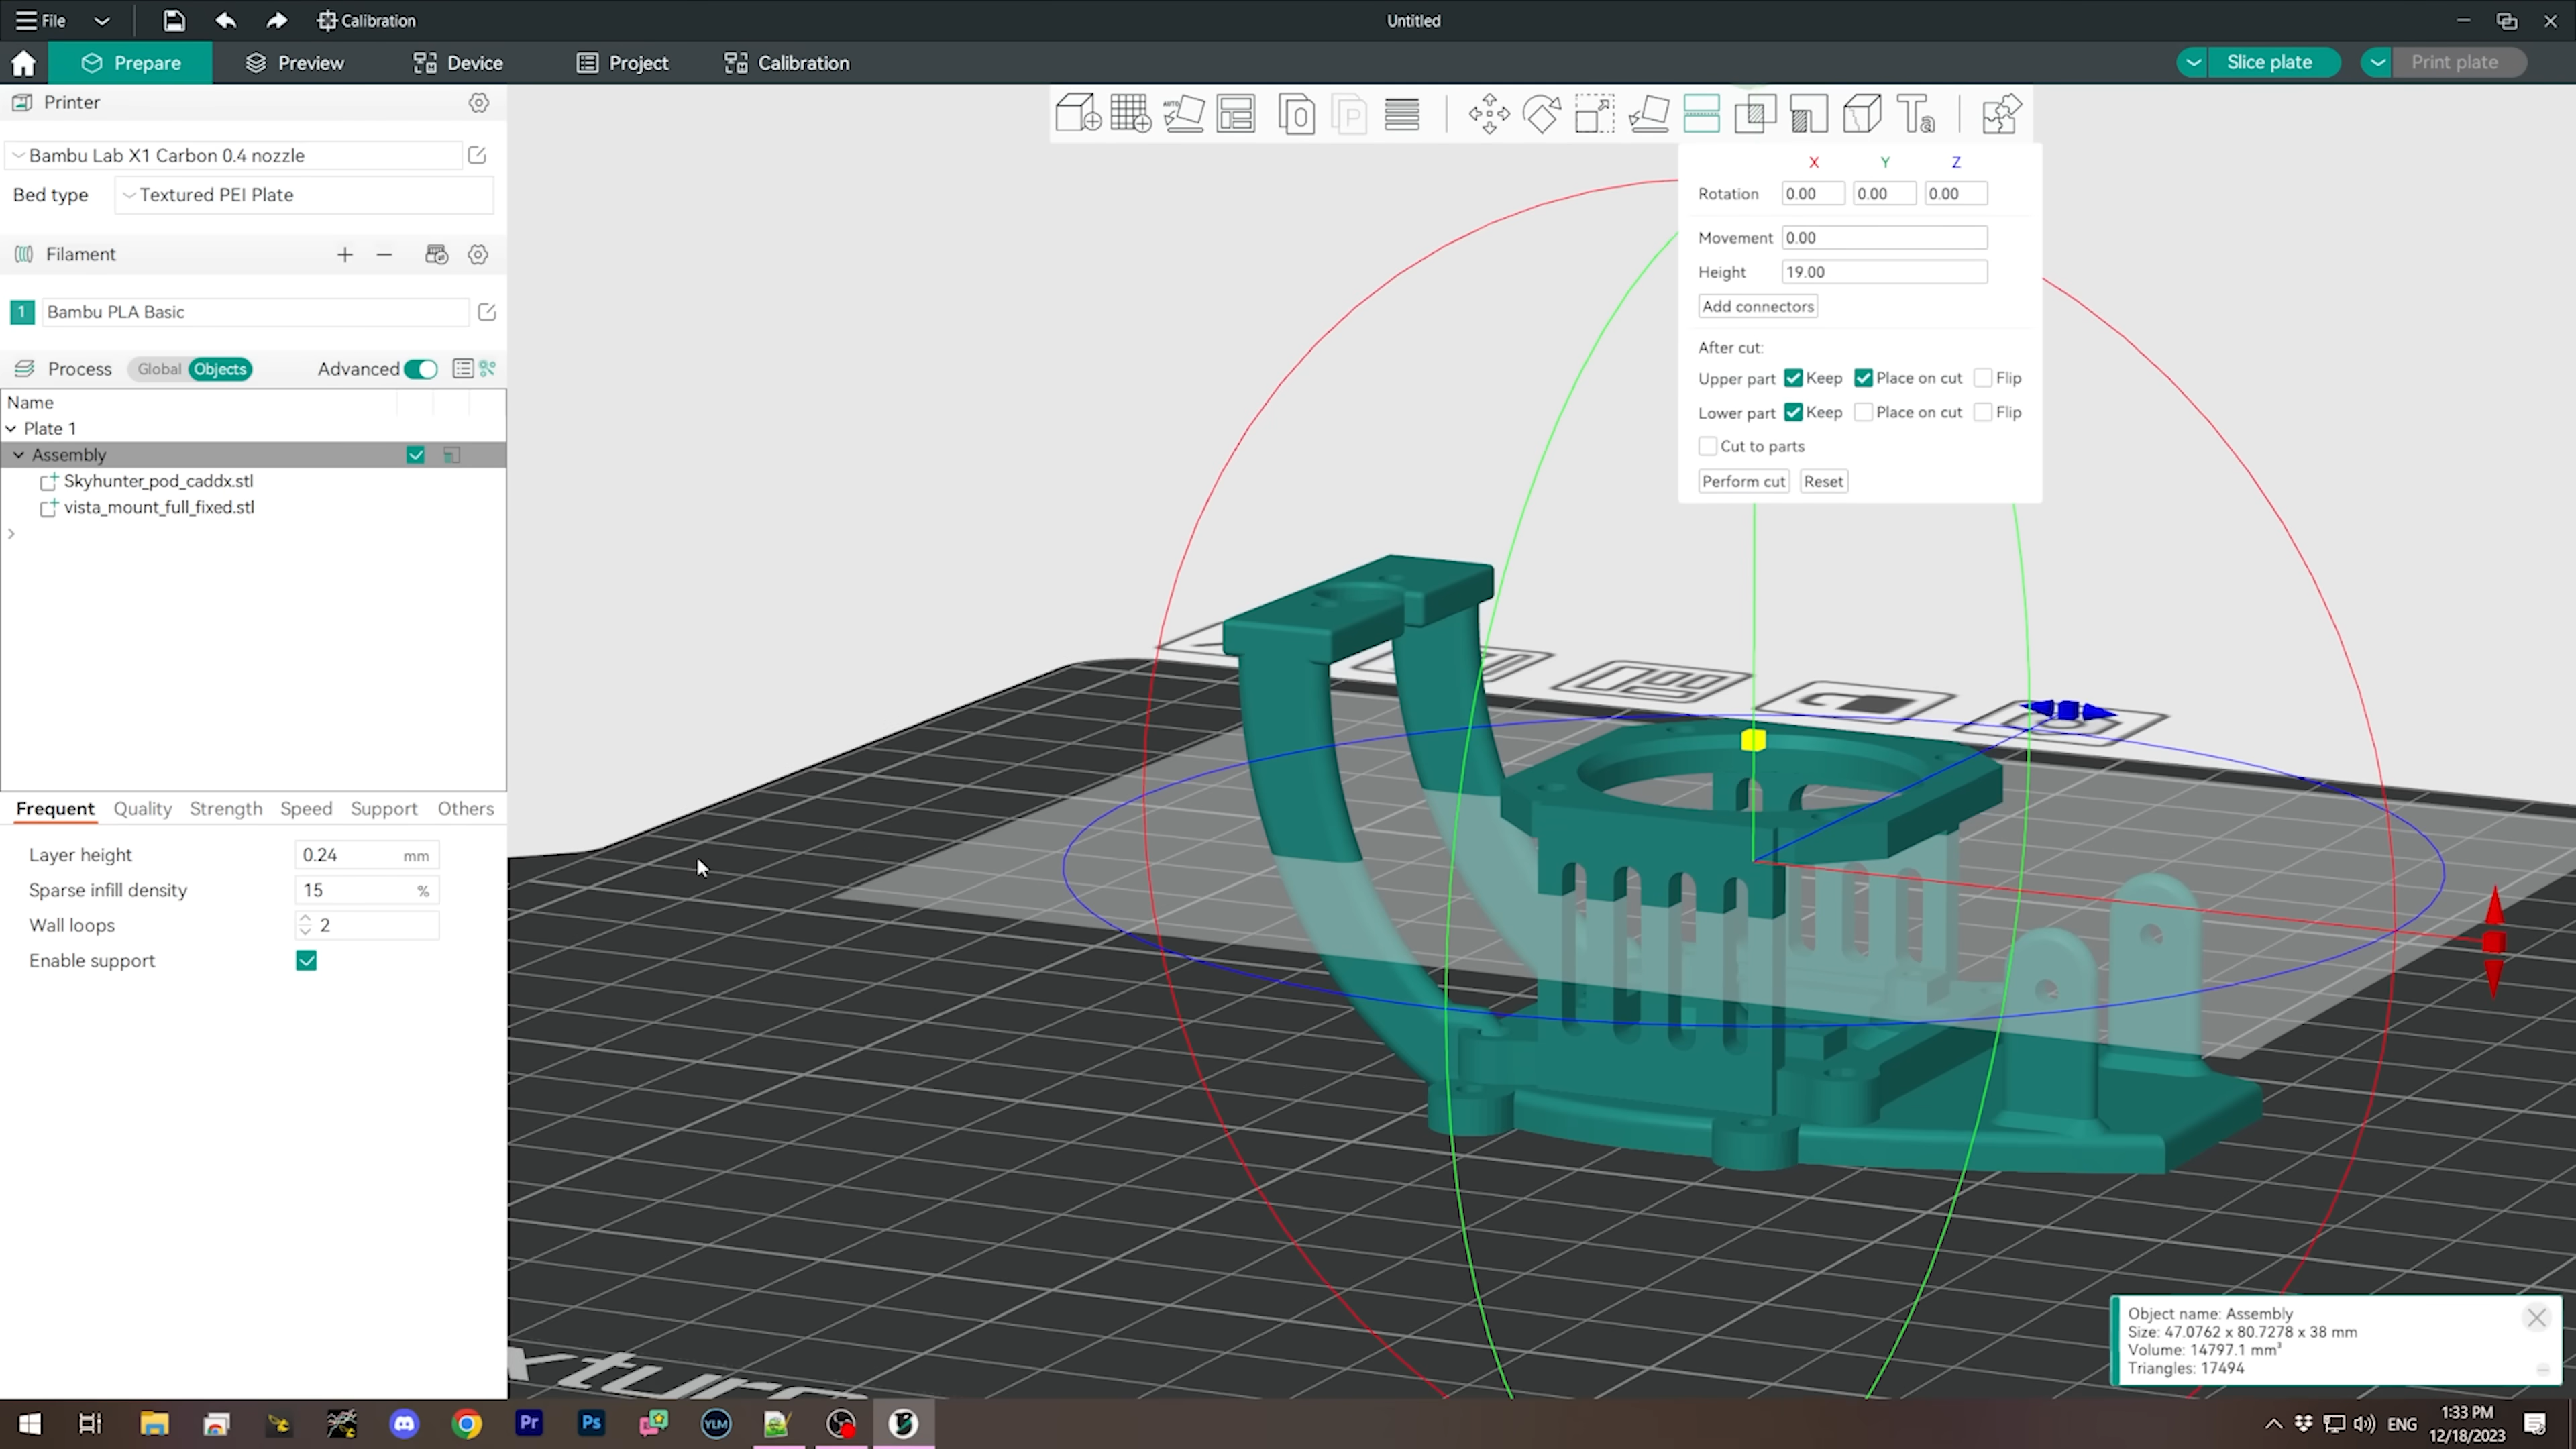 File
Calibration
Untitled
Prepare
Preview
Device
Project
Calibration
Slice plate
Print plate
Printer
Bambu Lab X1 Carbon 0.4 nozzle
Bed type
Textured PEI Plate
Filament
1
Bambu PLA Basic
Process
Global
Objects
Advanced
Name
Plate 1
Assembly
Skyhunter_pod_caddx.stl
vista_mount_full_fixed.stl
Frequent
Quality
Strength
Speed
Support
Others
Layer height
0.24 mm
Sparse infill density
15 %
Wall loops
2
Enable support
AUTO
O
P
Ta
X Y Z
Rotation 0.00 0.00 0.00
Movement 0.00
Height 19.00
Add connectors
After cut:
Upper part Keep Place on cut Flip
Lower part Keep Place on cut Flip
Cut to parts
Perform cut Reset
Object name: Assembly
Size: 47.0762 x 80.7278 x 38 mm
Volume: 14797.1 mm³
Triangles: 17494
Pr
Ps
YLM
ENG
1:33 PM
12/18/2023